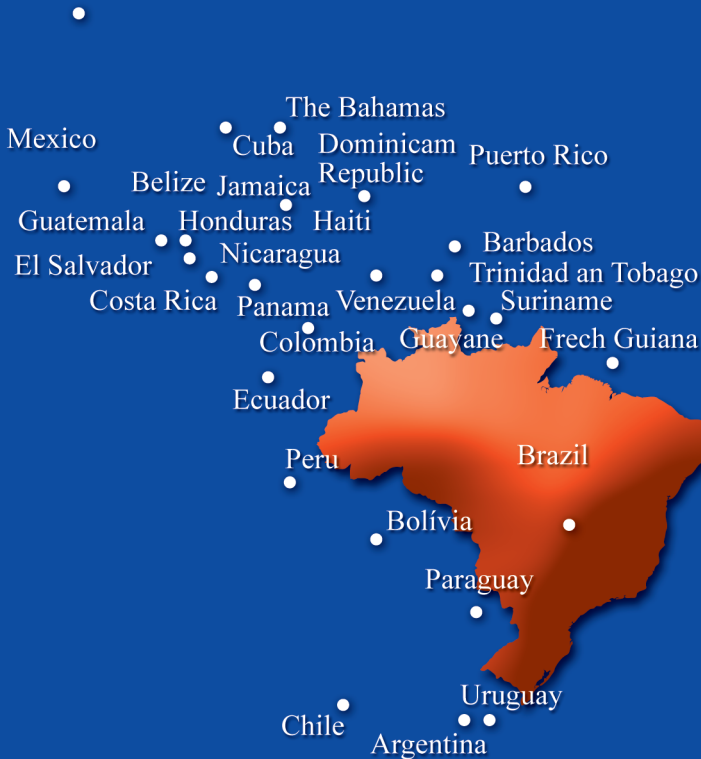 The Bahamas
Mexico
Cuba
Dominicam
Republic
Puerto Rico
Belize
Jamaica
Guatemala
Honduras
Haiti
El Salvador
Nicaragua
Barbados
Costa Rica
Panama
Venezuela
Trinidad an Tobago
Suriname
Colombia
Guayane
Frech Guiana
Ecuador
Peru
Brazil
Bolívia
Paraguay
Uruguay
Chile
Argentina